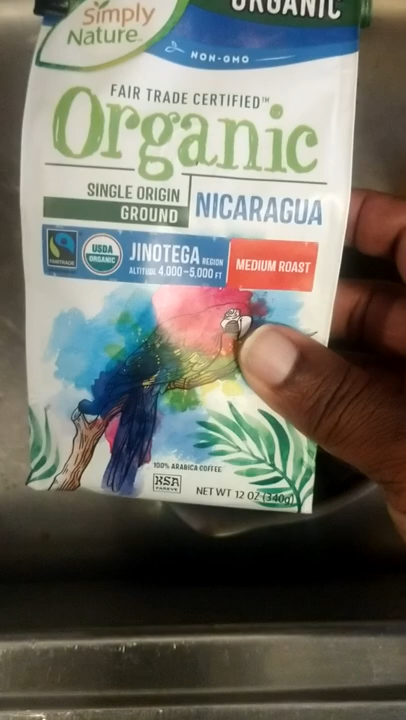 ORGANIC
Simply
Nature™
NON-GMO
FAIR TRADE CERTIFIED™
Organic
SINGLE ORIGIN
GROUND
NICARAGUA
FAIRTRADE
USDA
ORGANIC
JINOTEGA REGION
ALTITUDE 4,000-5,000 FT
MEDIUM ROAST
100% ARABICA COFFEE
KSA
PAREVE
NET WT 12 OZ (340g)